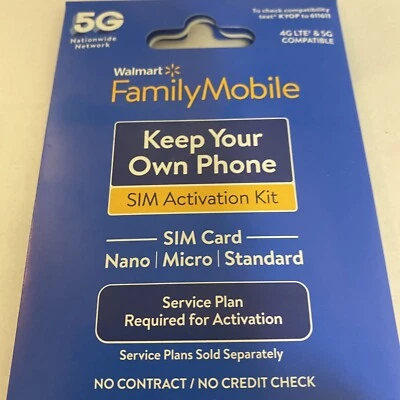 5G
Nationwide
Network
To check compatibility
text* KYOP to 611611
4G LTE† & 5G
COMPATIBLE
Walmart
FamilyMobile
Keep Your
Own Phone
SIM Activation Kit
SIM Card
Nano | Micro | Standard
Service Plan
Required for Activation
Service Plans Sold Separately
NO CONTRACT / NO CREDIT CHECK